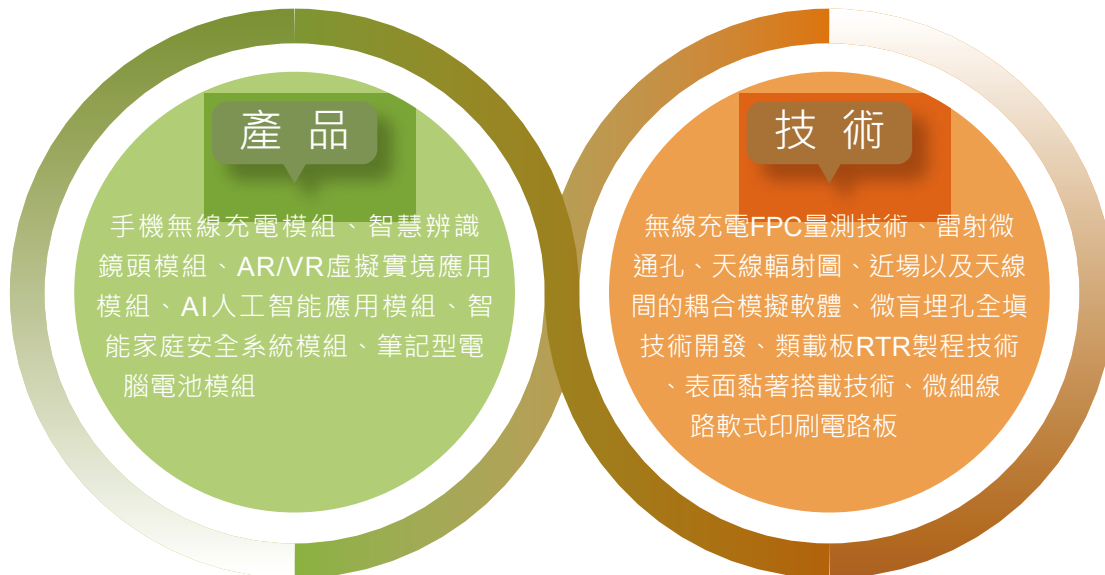 產品
手機無線充電模組、智慧辨識
鏡頭模組、AR/VR虛擬實境應用
模組、AI人工智能應用模組、智
能家庭安全系統模組、筆記型電
腦電池模組
技術
無線充電FPC量測技術、雷射微
通孔、天線輻射圖、近場以及天線
間的耦合模擬軟體、微盲埋孔全塡
技術開發、類載板RTR製程技術
、表面黏著搭載技術、微細線
路軟式印刷電路板